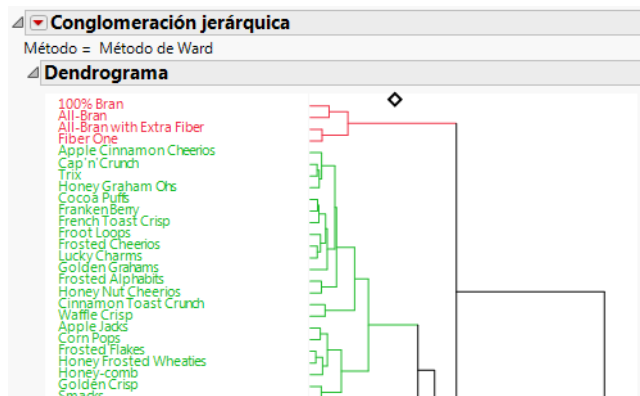 Conglomeración jerárquica
Método = Método de Ward
Dendrograma
100% Bran
All-Bran
All-Bran with Extra Fiber
Fiber One
Apple Cinnamon Cheerios
Cap'n'Crunch
Trix
Honey Graham Ohs
Cocoa Puffs
FrankenBerry
French Toast Crisp
Froot Loops
Frosted Cheerios
Lucky Charms
Golden Grahams
Frosted Alphabits
Honey Nut Cheerios
Cinnamon Toast Crunch
Waffle Crisp
Apple Jacks
Corn Pops
Frosted Flakes
Honey Frosted Wheaties
Honey-comb
Golden Crisp
Smacks